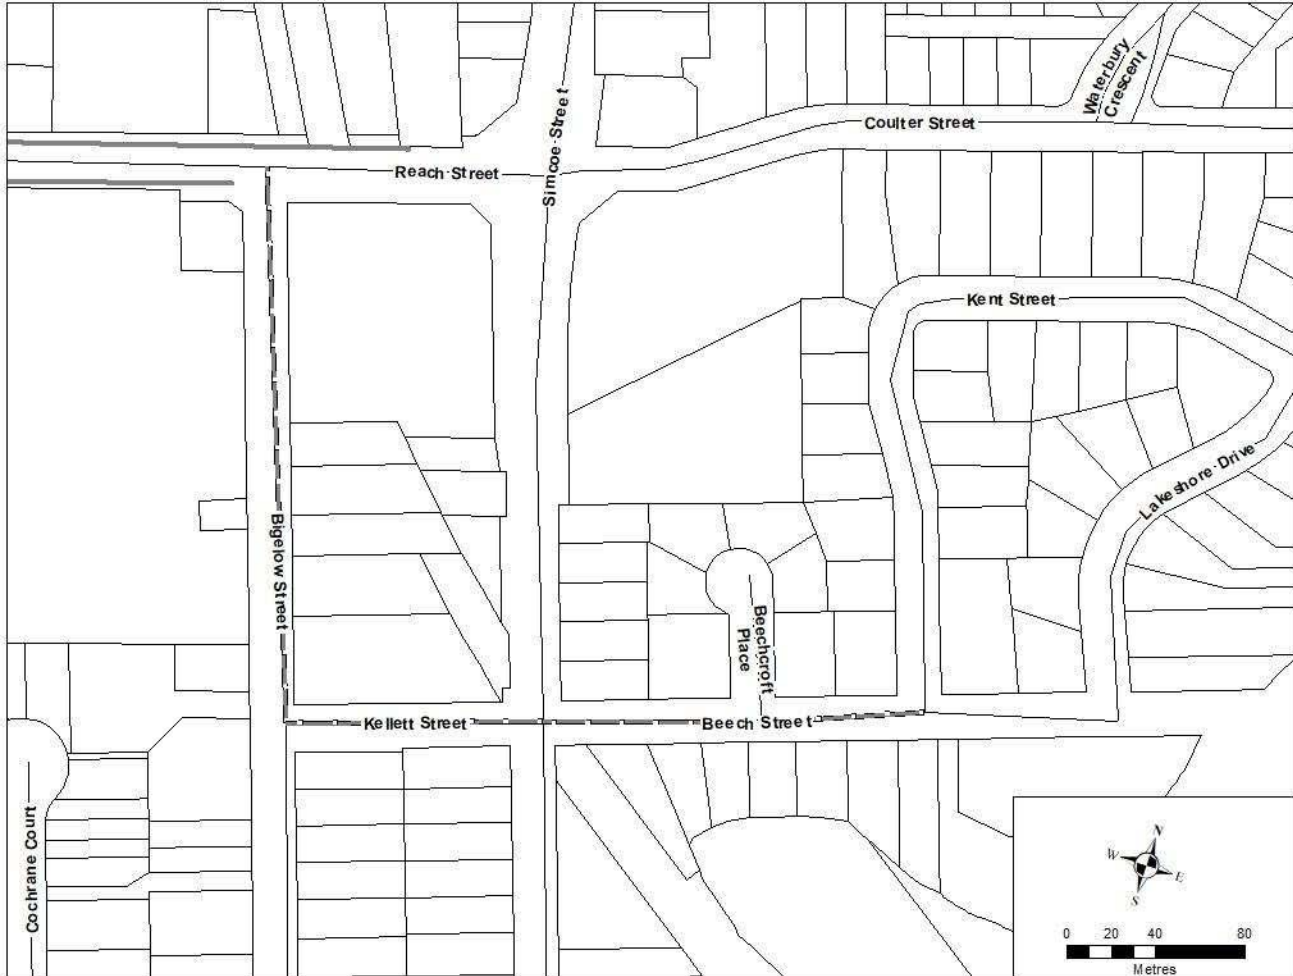 Waterbury
Crescent
Coulter Street
Simcoe Street
Reach Street
Kent Street
Lakeshore Drive
Bigelow Street
Beechcroft
Place
Kellett Street
Beech Street
Cochrane Court
N
W
E
S
0 20 40 80
Metres